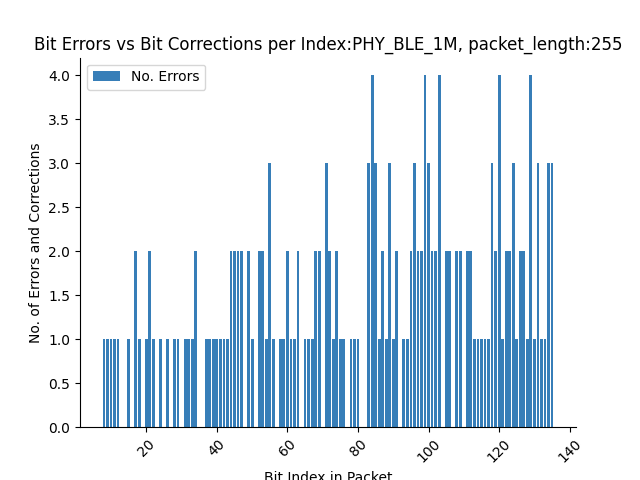 Bit Errors vs Bit Corrections per Index:PHY_BLE_1M, packet_length:255
No. Errors
No. of Errors and Corrections
4.0
3.5
3.0
2.5
2.0
1.5
1.0
0.5
0.0
20 40 60 80 100 120 140
Bit Index in Packet